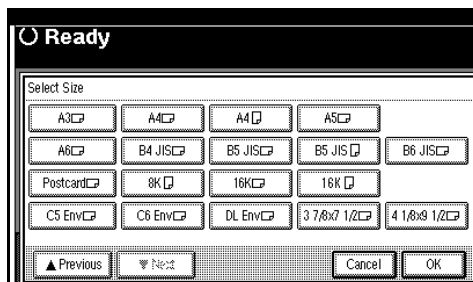 Ready
Select Size
A3 A4 A4 A5
A6 B4 JIS B5 JIS B5 JIS B6 JIS
Postcard 8K 16K 16K
C5 Env C6 Env DL Env 3 7/8x7 1/2 4 1/8x9 1/2
▲ Previous ▼ Next Cancel OK